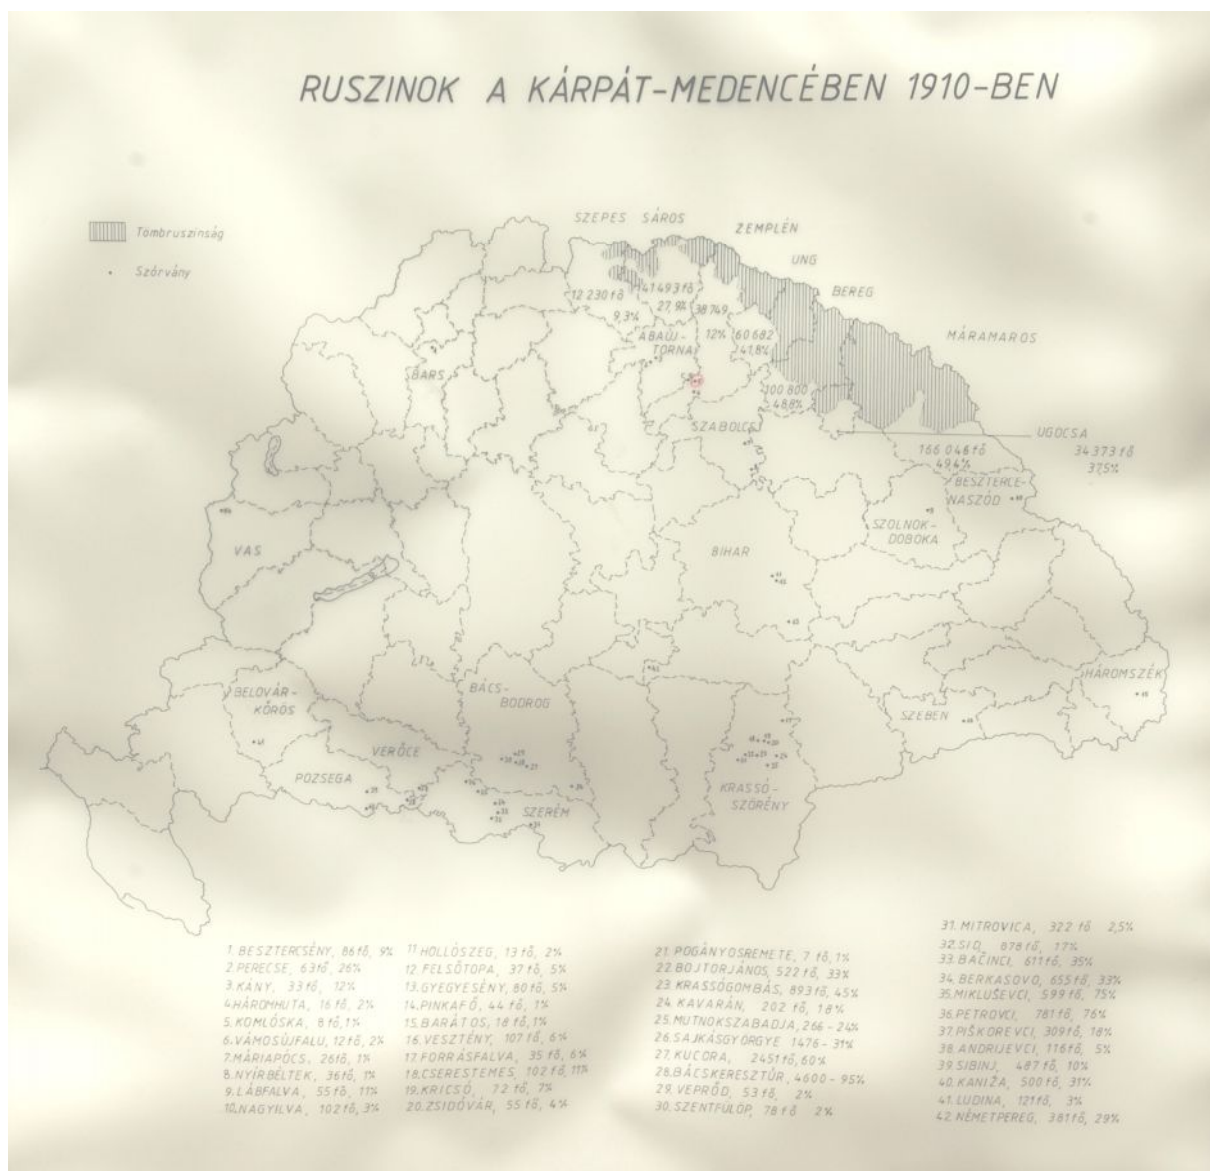 RUSZINOK A KÁRPÁT-MEDENCÉBEN 1910-BEN
SZEPES SÁROS
ZEMPLÉN
UNG
BEREG
MÁRAMAROS
Tömbruszinság
Szórvány
12 230 fő
9,3%
41 493 fő
27,9%
38 749
12%
60 682
41,8%
ABAÚJ-
TORNA
BARS
100 800
48,8%
SZABOLCS
UGOCSA
34 373 fő
37,5%
166 046 fő
49,4%
BESZTERCE-
NASZÓD
SZOLNOK-
DOBOKA
VAS
BIHAR
HÁROMSZÉK
BELOVÁR-
KŐRÖS
BÁCS-
BODROG
SZEBEN
VERŐCE
POZSEGA
SZERÉM
KRASSÓ-
SZÖRÉNY
1. BESZTERCSÉNY, 86 fő, 9%
2. PERECSE, 63 fő, 26%
3. KÁNY, 33 fő, 12%
4. HÁROMHUTA, 16 fő, 2%
5. KOMLÓSKA, 8 fő, 1%
6. VÁMOSÚJFALU, 12 fő, 2%
7. MÁRIAPÓCS, 26 fő, 1%
8. NYÍRBÉLTEK, 36 fő, 1%
9. LÁBFALVA, 55 fő, 11%
10. NAGYILVA, 102 fő, 3%
11. HOLLÓSZEG, 13 fő, 2%
12. FELSŐTOPA, 37 fő, 5%
13. GYEGYESÉNY, 80 fő, 5%
14. PINKAFŐ, 44 fő, 1%
15. BARÁTOS, 18 fő, 1%
16. VESZTÉNY, 107 fő, 6%
17. FORRÁSFALVA, 35 fő, 6%
18. CSERESTEMES, 102 fő, 11%
19. KRICSÓ, 72 fő, 7%
20. ZSIDÓVÁR, 55 fő, 4%
21. POGÁNYOSREMETE, 7 fő, 1%
22. BOJTORJÁNOS, 522 fő, 33%
23. KRASSÓGOMBÁS, 893 fő, 45%
24. KAVARÁN, 202 fő, 18%
25. MUTNOKSZABADJA, 266 - 24%
26. SAJKÁSGYÖRGYE 1476 - 31%
27. KUCORA, 2451 fő, 60%
28. BÁCSKERESZTÚR, 4600 - 95%
29. VEPRŐD, 53 fő, 2%
30. SZENTFÜLÖP, 78 fő 2%
31. MITROVICA, 322 fő 2,5%
32. SID, 878 fő, 17%
33. BAČINCI, 611 fő, 35%
34. BERKASOVO, 655 fő, 33%
35. MIKLUŠEVCI, 599 fő, 75%
36. PETROVCI, 781 fő, 76%
37. PIŠKOREVCI, 309 fő, 18%
38. ANDRIJEVCI, 116 fő, 5%
39. SIBINJ, 487 fő, 10%
40. KANIŽA, 500 fő, 31%
41. LUDINA, 121 fő, 3%
42. NÉMETPEREG, 381 fő, 29%